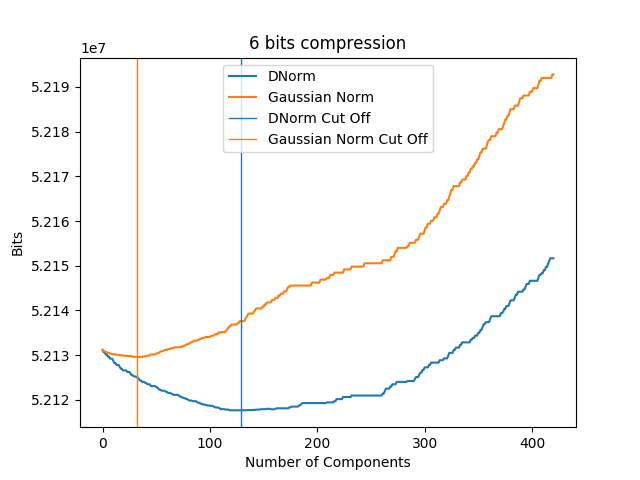 6 bits compression
1e7
DNorm
Gaussian Norm
DNorm Cut Off
Gaussian Norm Cut Off
5.219
5.218
5.217
5.216
5.215
5.214
5.213
5.212
Bits
0 100 200 300 400
Number of Components